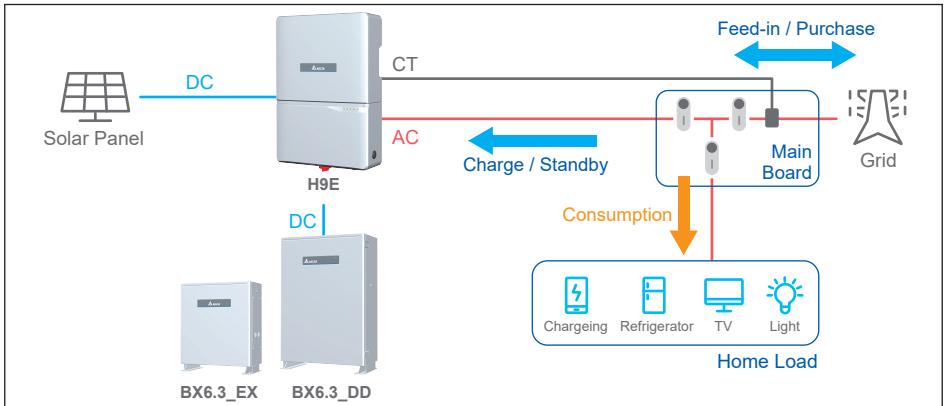 Feed-in / Purchase
CT
DC
Solar Panel
AC
Charge / Standby
Main
Board
Grid
H9E
DC
Consumption
Chargeing
Refrigerator
TV
Light
Home Load
BX6.3_EX
BX6.3_DD